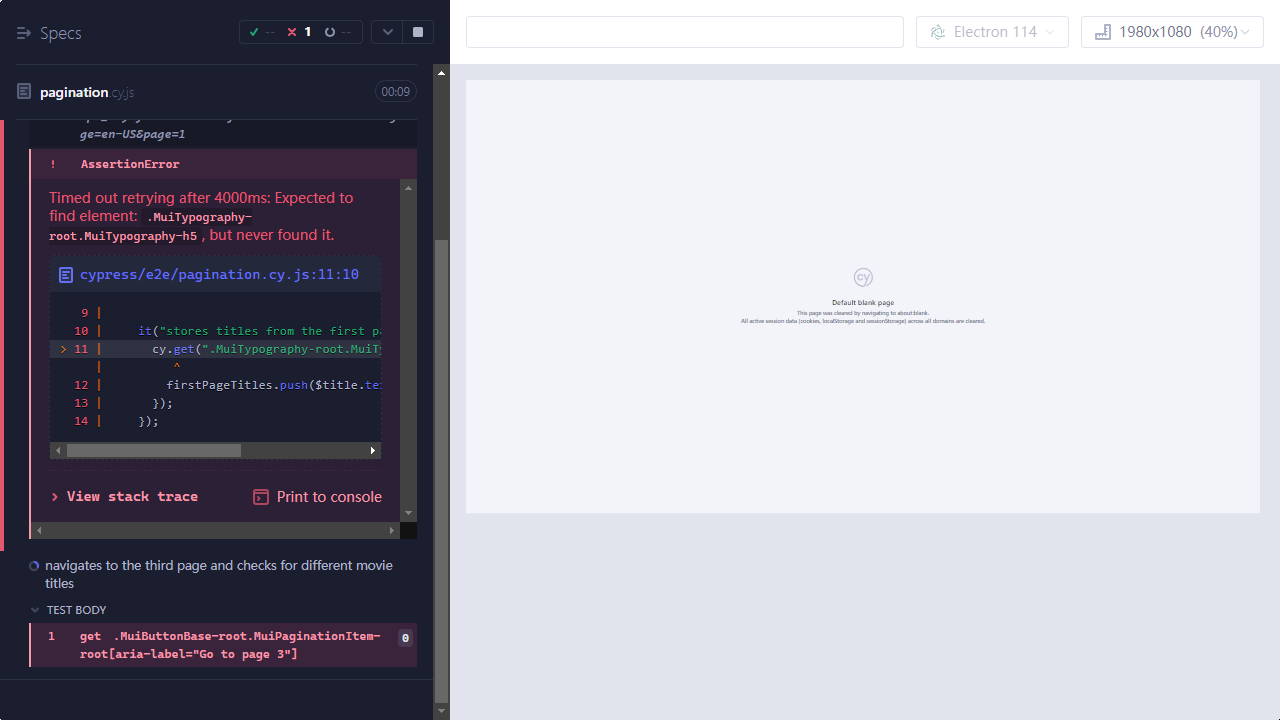 Specs
--
1
--
Electron 114
1980x1080 (40%)
pagination.cy.js
00:09
ge=en-US&page=1
! AssertionError
Timed out retrying after 4000ms: Expected to
find element: .MuiTypography-
root.MuiTypography-h5, but never found it.
cypress/e2e/pagination.cy.js:11:10
9 |
10 | it("stores titles from the first pa
> 11 | cy.get(".MuiTypography-root.MuiTy
| ^
12 | firstPageTitles.push($title.tex
13 | });
14 | });
View stack trace
Print to console
navigates to the third page and checks for different movie
titles
TEST BODY
1 get .MuiButtonBase-root.MuiPaginationItem-
root[aria-label="Go to page 3"]
0
cy
Default blank page
This page was cleared by navigating to about:blank.
All active session data (cookies, localStorage and sessionStorage) across all domains are cleared.